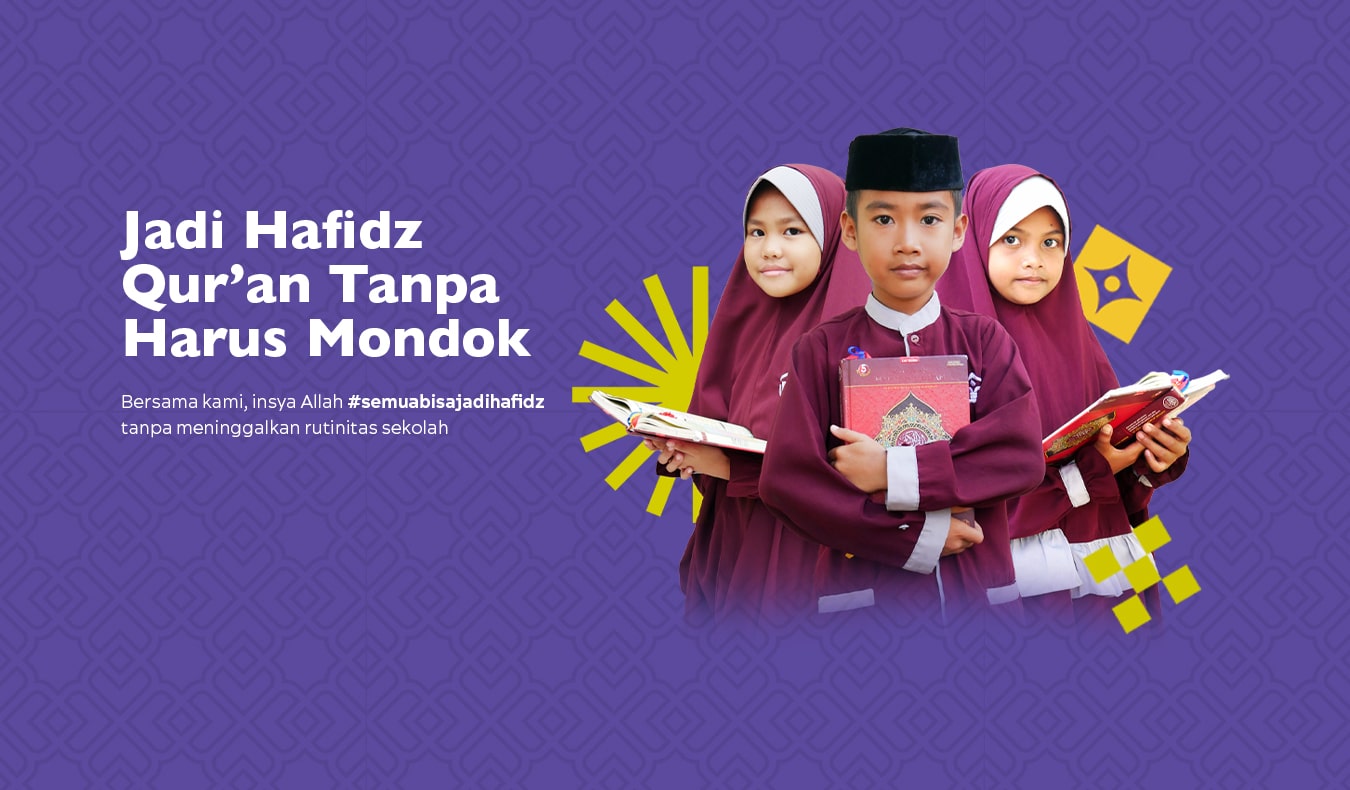 Jadi Hafidz
Qur’an Tanpa
Harus Mondok
Bersama kami, insya Allah #semuabisajadihafidz
tanpa meninggalkan rutinitas sekolah